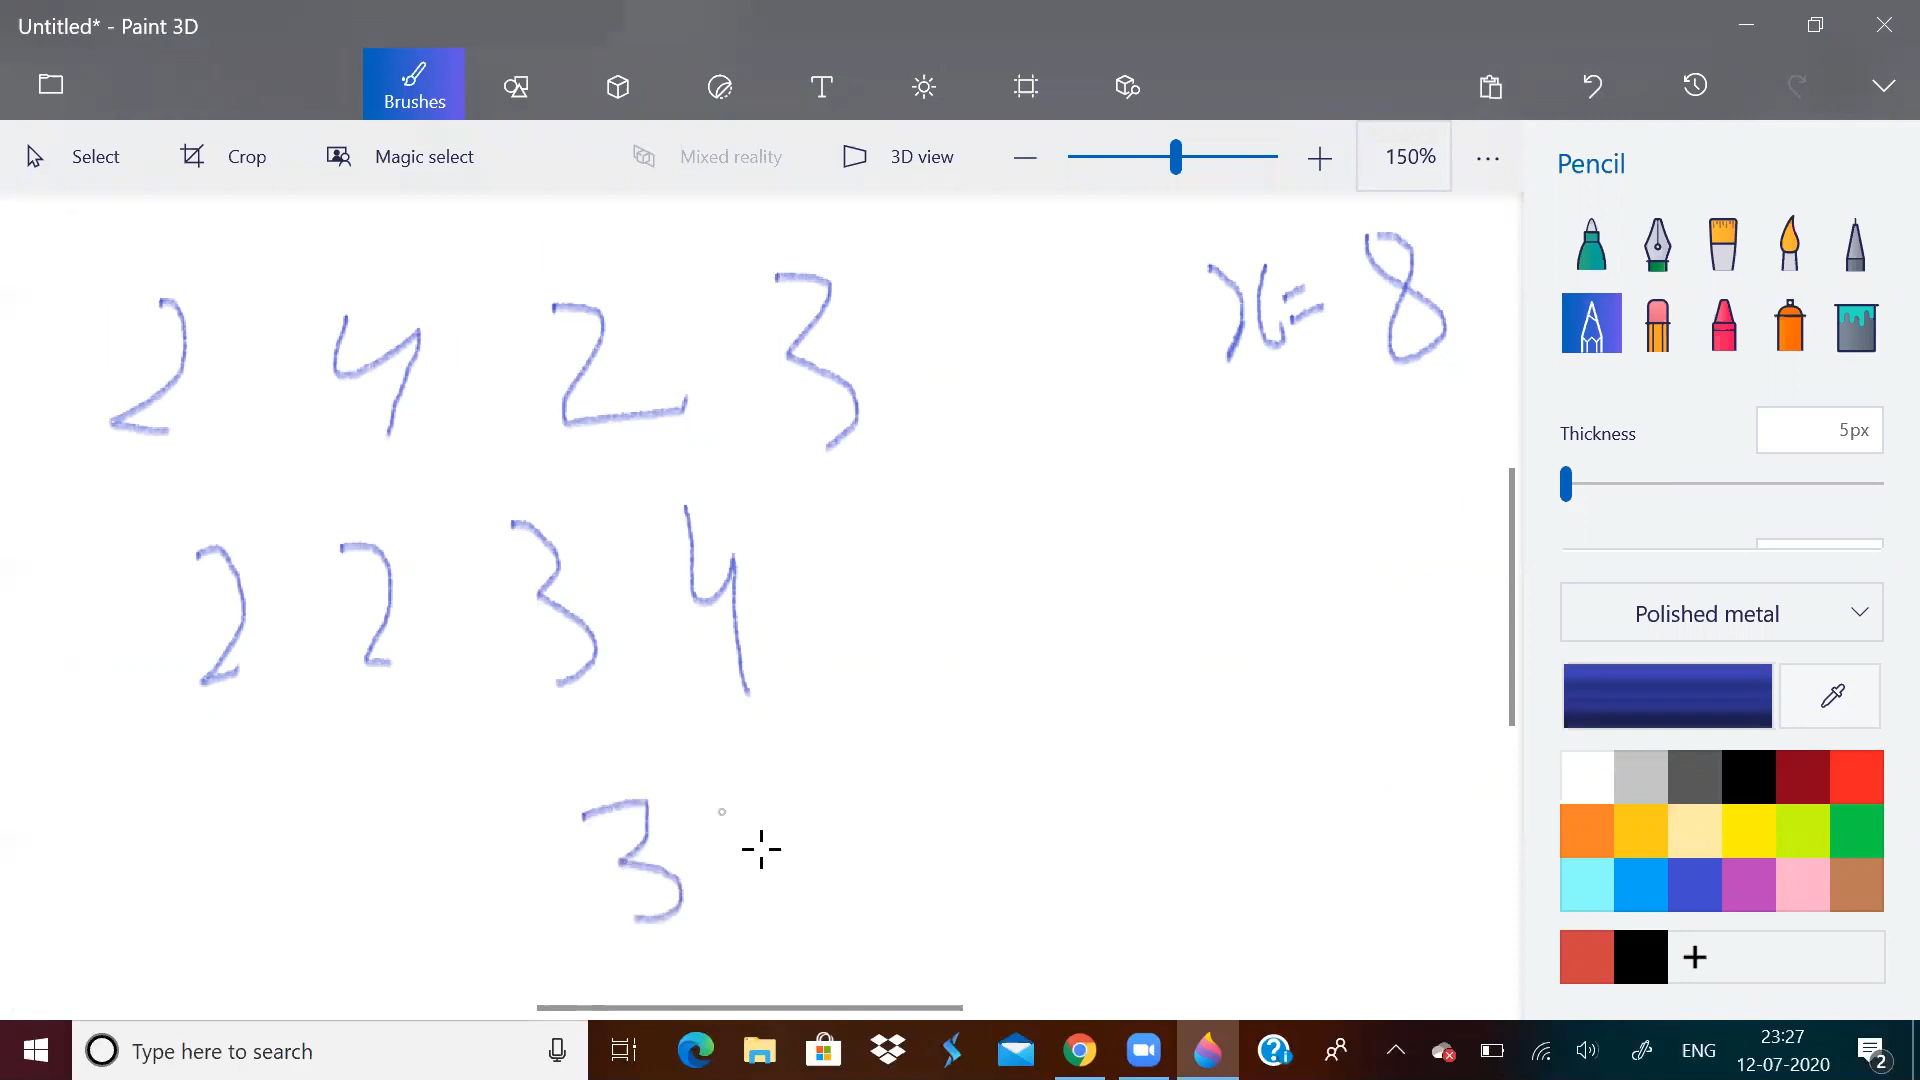 Untitled* - Paint 3D
Brushes
Select Crop Magic select Mixed reality 3D view 150%
Pencil
Thickness 5px
Polished metal
2 4 2 3 x= 8
2 2 3 4
3
Type here to search
ENG
23:27
12-07-2020
2